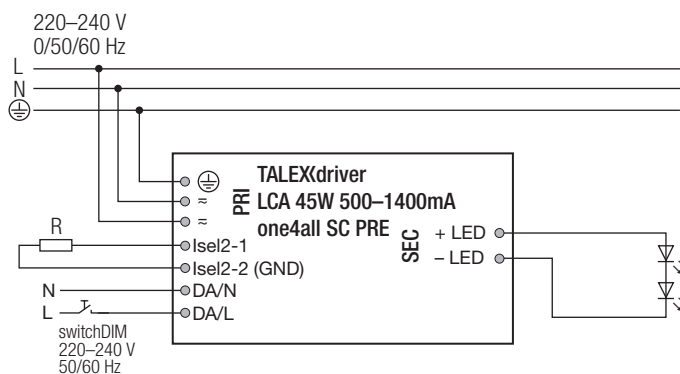 220–240 V
0/50/60 Hz
L
N
TALEXXdriver
LCA 45W 500–1400mA
one4all SC PRE
PRI
SEC
≂
≂
R
Isel2-1
Isel2-2 (GND)
N
DA/N
L
DA/L
+ LED
– LED
switchDIM
220–240 V
50/60 Hz